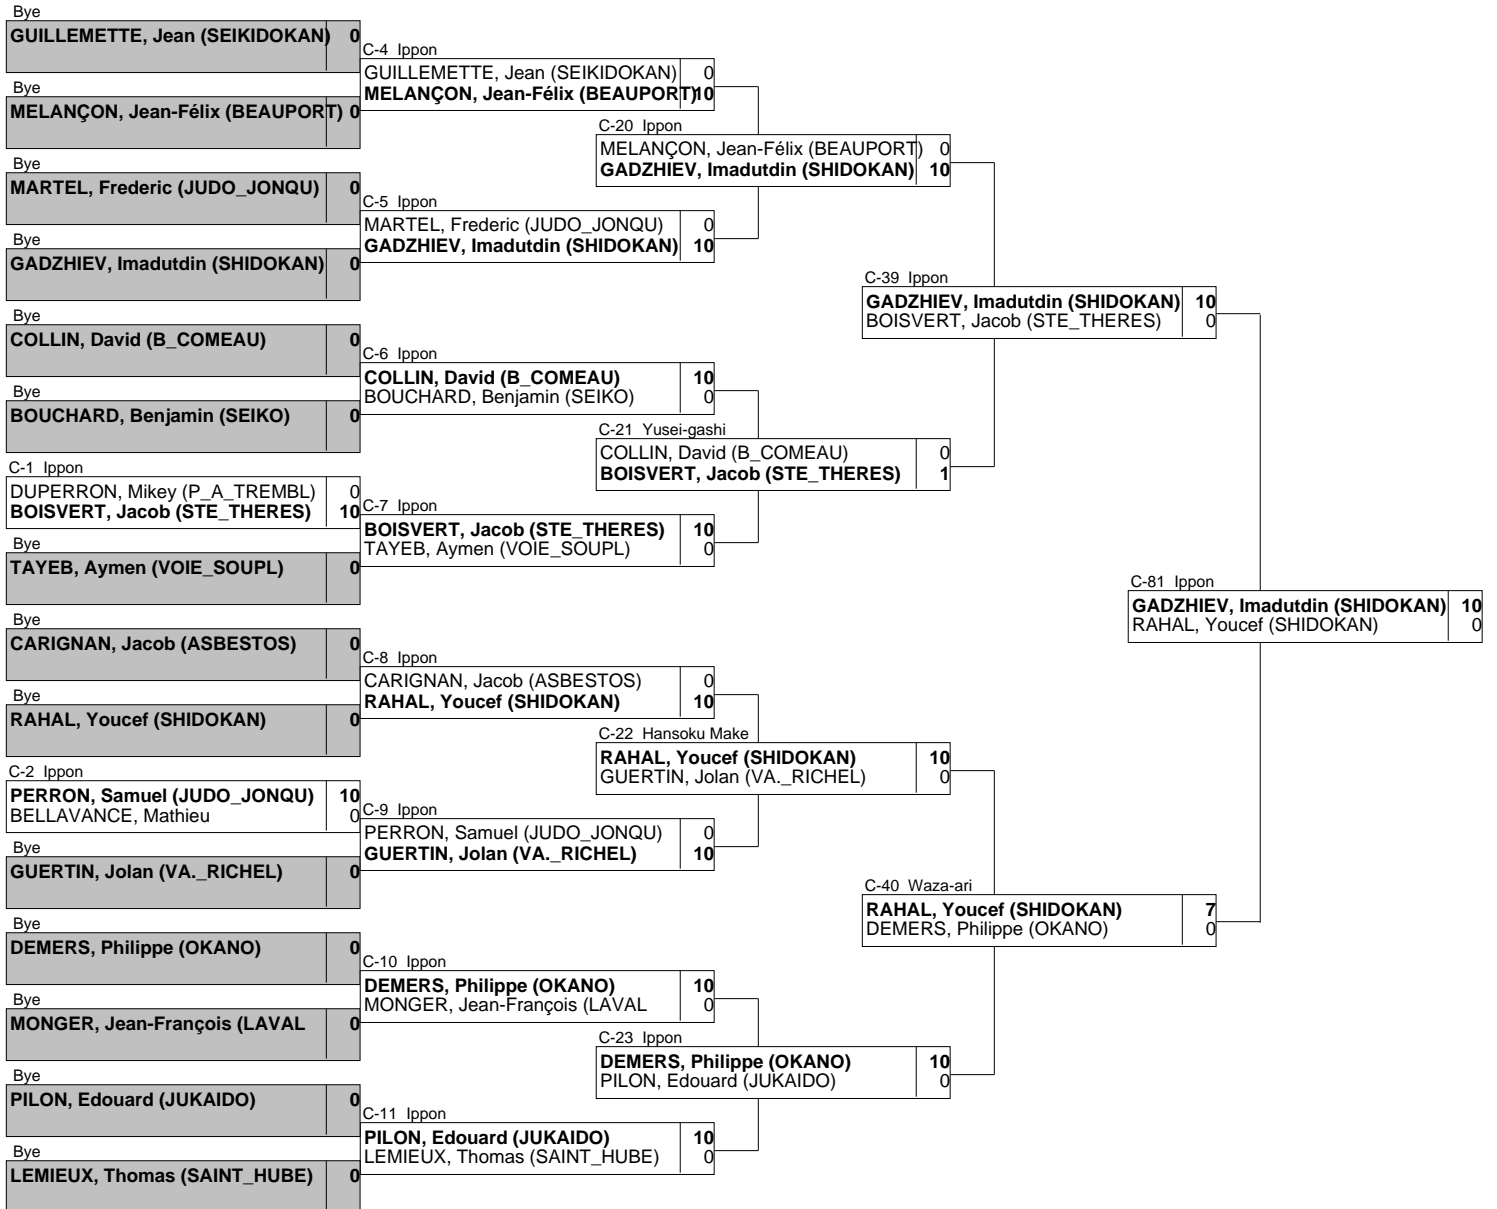 Bye
GUILLEMETTE, Jean (SEIKIDOKAN) 0
Bye
MELANÇON, Jean-Félix (BEAUPORT) 0
Bye
MARTEL, Frederic (JUDO_JONQU) 0
Bye
GADZHIEV, Imadutdin (SHIDOKAN) 0
Bye
COLLIN, David (B_COMEAU) 0
Bye
BOUCHARD, Benjamin (SEIKO) 0
C-1 Ippon
DUPERRON, Mikey (P_A_TREMBL) 0
BOISVERT, Jacob (STE_THERES) 10
Bye
TAYEB, Aymen (VOIE_SOUPL) 0
Bye
CARIGNAN, Jacob (ASBESTOS) 0
Bye
RAHAL, Youcef (SHIDOKAN) 0
C-2 Ippon
PERRON, Samuel (JUDO_JONQU) 10
BELLAVANCE, Mathieu 0
Bye
GUERTIN, Jolan (VA._RICHEL) 0
Bye
DEMERS, Philippe (OKANO) 0
Bye
MONGER, Jean-François (LAVAL 0
Bye
PILON, Edouard (JUKAIDO) 0
Bye
LEMIEUX, Thomas (SAINT_HUBE) 0
C-4 Ippon
GUILLEMETTE, Jean (SEIKIDOKAN) 0
MELANÇON, Jean-Félix (BEAUPORT) 10
C-5 Ippon
MARTEL, Frederic (JUDO_JONQU) 0
GADZHIEV, Imadutdin (SHIDOKAN) 10
C-6 Ippon
COLLIN, David (B_COMEAU) 10
BOUCHARD, Benjamin (SEIKO) 0
C-7 Ippon
BOISVERT, Jacob (STE_THERES) 10
TAYEB, Aymen (VOIE_SOUPL) 0
C-8 Ippon
CARIGNAN, Jacob (ASBESTOS) 0
RAHAL, Youcef (SHIDOKAN) 10
C-9 Ippon
PERRON, Samuel (JUDO_JONQU) 0
GUERTIN, Jolan (VA._RICHEL) 10
C-10 Ippon
DEMERS, Philippe (OKANO) 10
MONGER, Jean-François (LAVAL 0
C-11 Ippon
PILON, Edouard (JUKAIDO) 10
LEMIEUX, Thomas (SAINT_HUBE) 0
C-20 Ippon
MELANÇON, Jean-Félix (BEAUPORT) 0
GADZHIEV, Imadutdin (SHIDOKAN) 10
C-21 Yusei-gashi
COLLIN, David (B_COMEAU) 0
BOISVERT, Jacob (STE_THERES) 1
C-22 Hansoku Make
RAHAL, Youcef (SHIDOKAN) 10
GUERTIN, Jolan (VA._RICHEL) 0
C-23 Ippon
DEMERS, Philippe (OKANO) 10
PILON, Edouard (JUKAIDO) 0
C-39 Ippon
GADZHIEV, Imadutdin (SHIDOKAN) 10
BOISVERT, Jacob (STE_THERES) 0
C-40 Waza-ari
RAHAL, Youcef (SHIDOKAN) 7
DEMERS, Philippe (OKANO) 0
C-81 Ippon
GADZHIEV, Imadutdin (SHIDOKAN) 10
RAHAL, Youcef (SHIDOKAN) 0